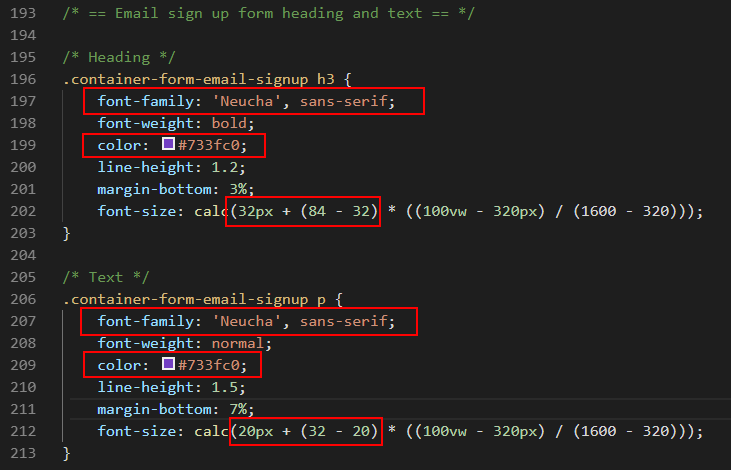 193 /* == Email sign up form heading and text == */
194
195 /* Heading */
196 .container-form-email-signup h3 {
197 font-family: 'Neucha', sans-serif;
198 font-weight: bold;
199 color: #733fc0;
200 line-height: 1.2;
201 margin-bottom: 3%;
202 font-size: calc(32px + (84 - 32) * ((100vw - 320px) / (1600 - 320)));
203 }
204
205 /* Text */
206 .container-form-email-signup p {
207 font-family: 'Neucha', sans-serif;
208 font-weight: normal;
209 color: #733fc0;
210 line-height: 1.5;
211 margin-bottom: 7%;
212 font-size: calc(20px + (32 - 20) * ((100vw - 320px) / (1600 - 320)));
213 }